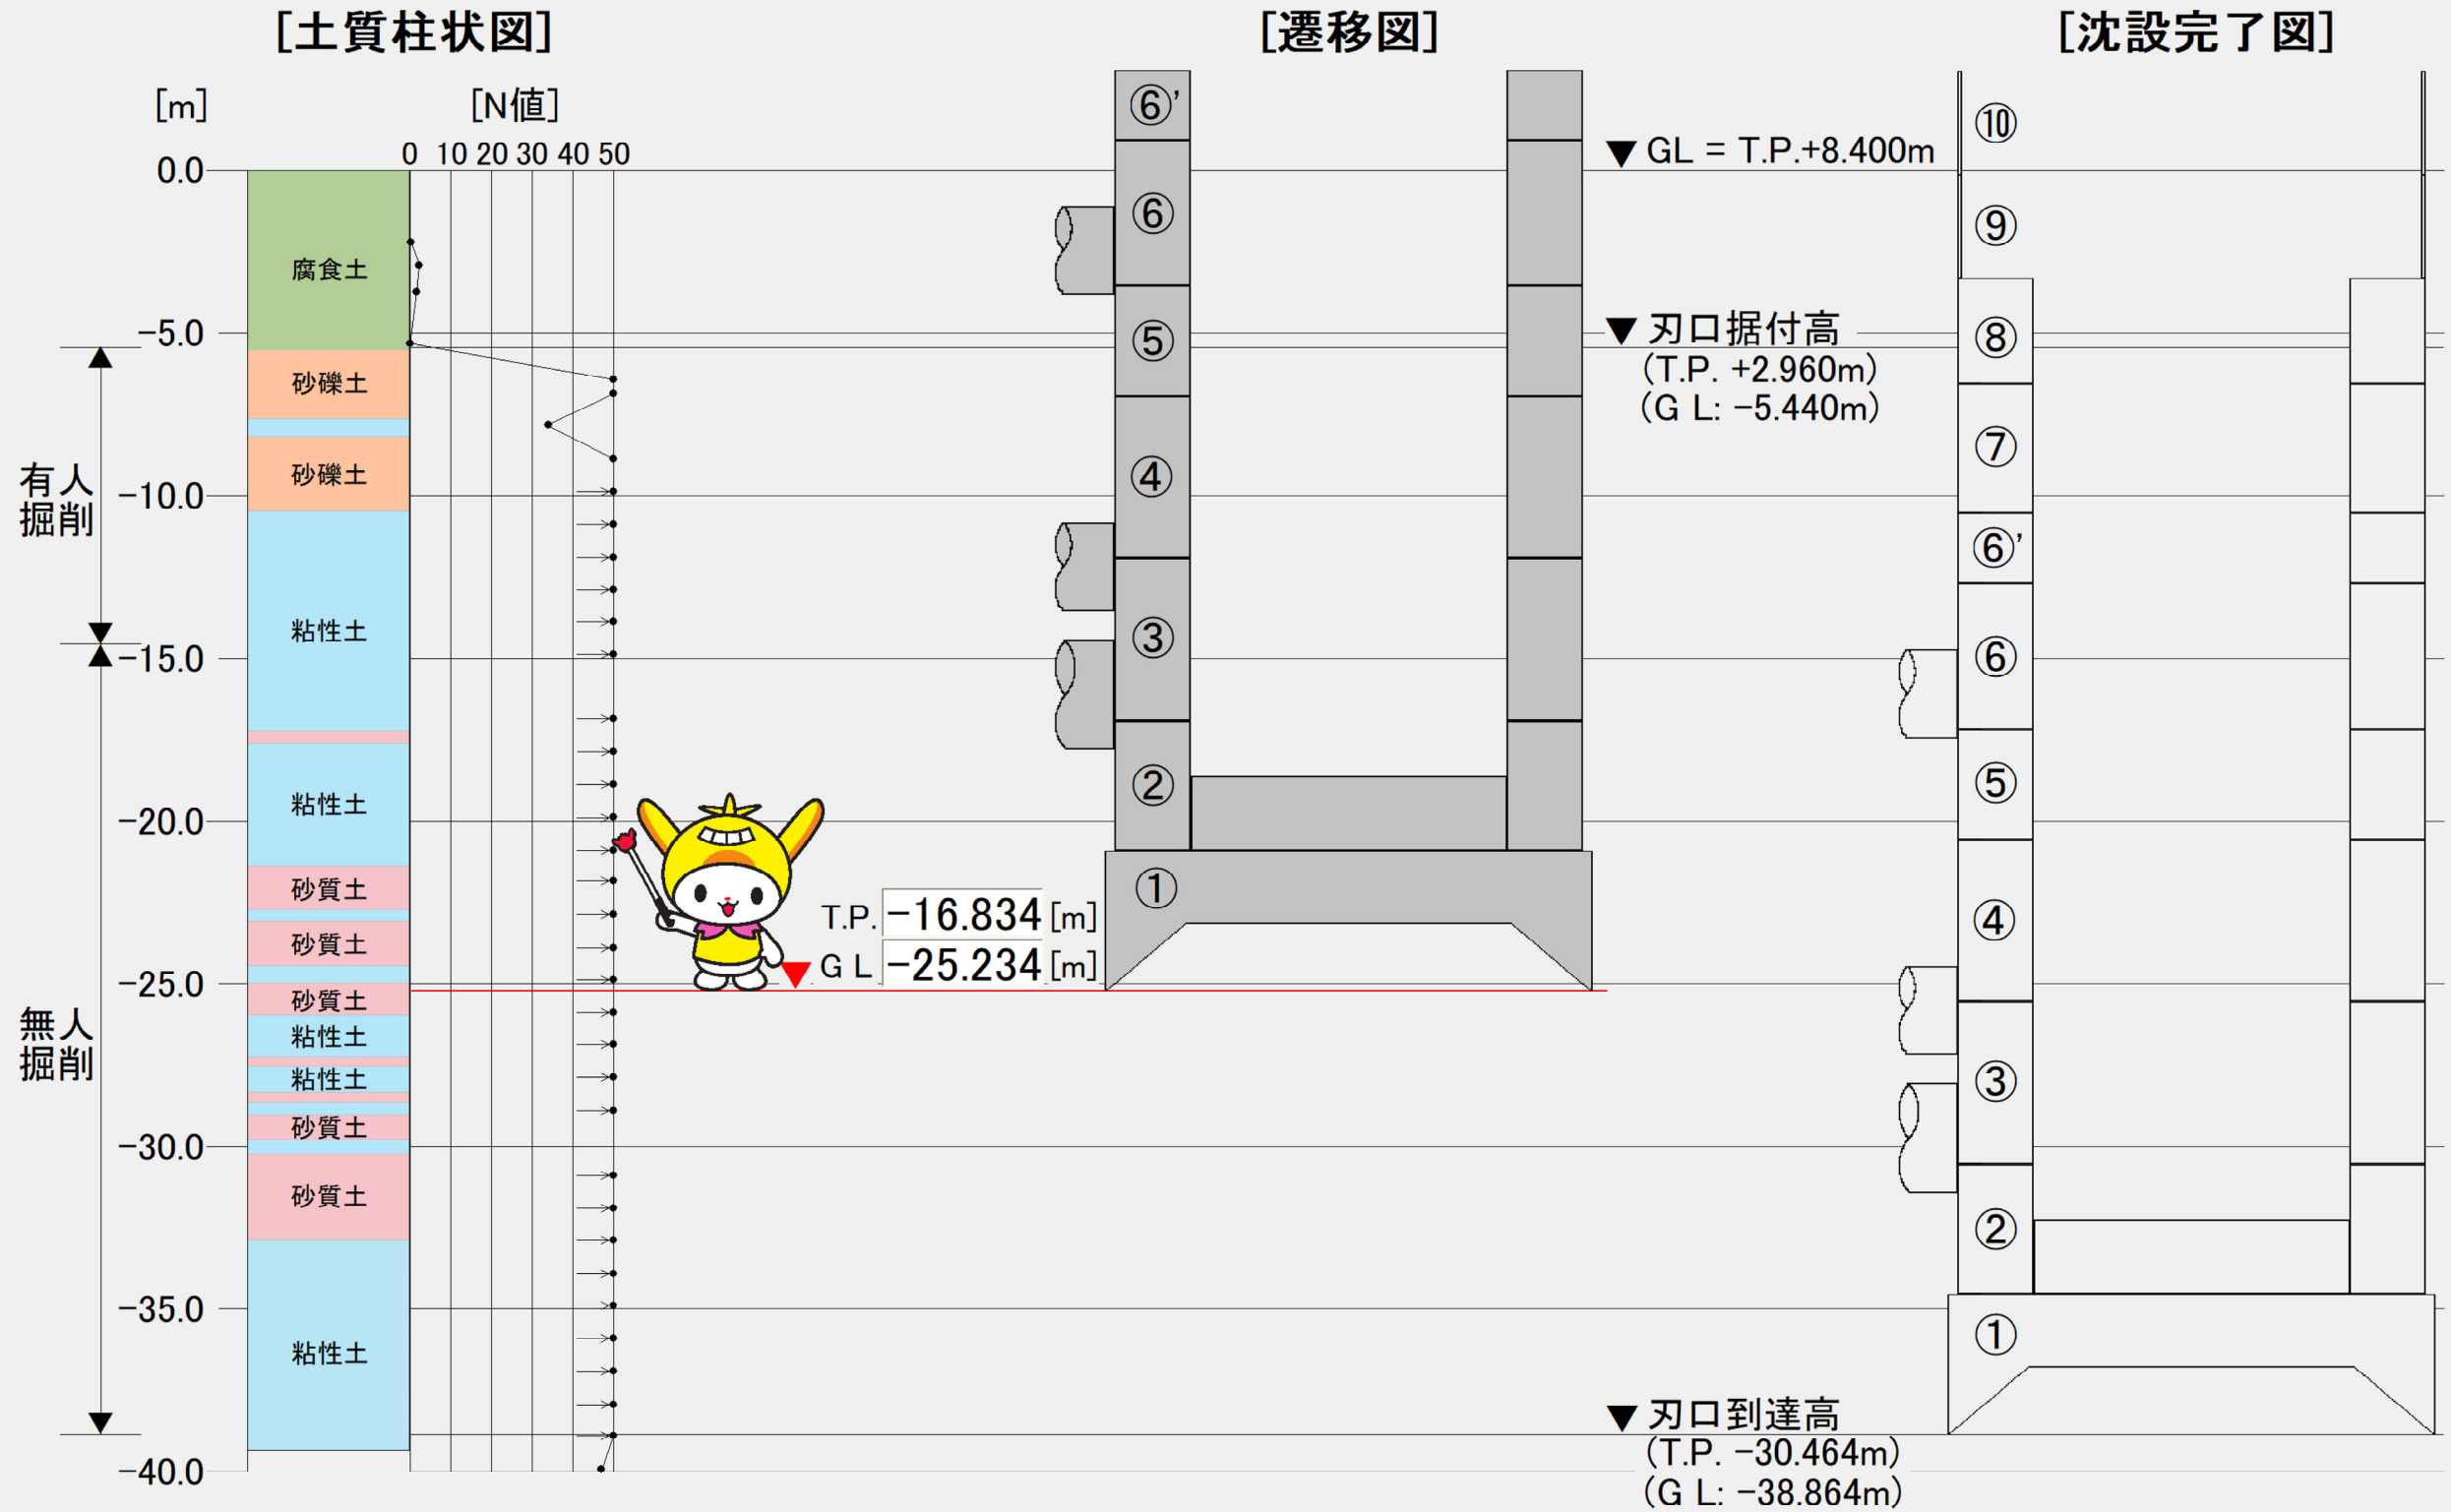 [土質柱状図]
[m]
[N値]
0 10 20 30 40 50
0.0
-5.0
-10.0
-15.0
-20.0
-25.0
-30.0
-35.0
-40.0
有人
掘削
無人
掘削
腐食土
砂礫土
砂礫土
粘性土
粘性土
砂質土
砂質土
砂質土
粘性土
粘性土
砂質土
砂質土
粘性土
[遷移図]
⑥'
⑥
⑤
④
③
②
①
T.P. -16.834 [m]
G L -25.234 [m]
▼ GL = T.P.+8.400m
▼ 刃口据付高
(T.P. +2.960m)
(G L: -5.440m)
▼ 刃口到達高
(T.P. -30.464m)
(G L: -38.864m)
[沈設完了図]
⑩
⑨
⑧
⑦
⑥'
⑥
⑤
④
③
②
①